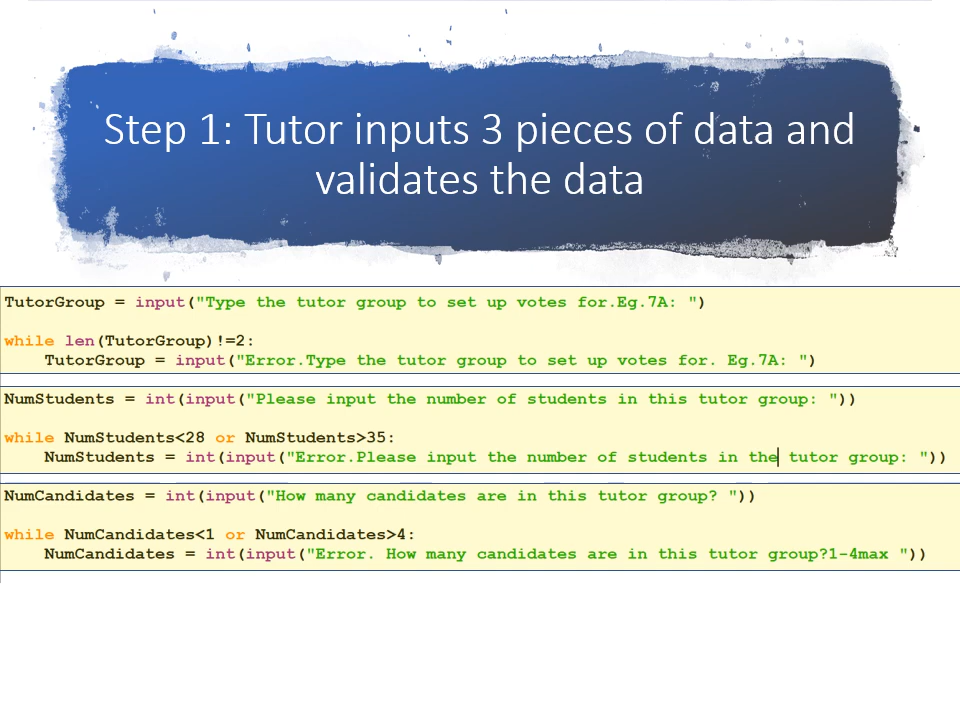 Step 1: Tutor inputs 3 pieces of data and
validates the data
TutorGroup = input("Type the tutor group to set up votes for.Eg.7A: ")
while len(TutorGroup)!=2:
    TutorGroup = input("Error.Type the tutor group to set up votes for. Eg.7A: ")
NumStudents = int(input("Please input the number of students in this tutor group: "))
while NumStudents<28 or NumStudents>35:
    NumStudents = int(input("Error.Please input the number of students in the tutor group: "))
NumCandidates = int(input("How many candidates are in this tutor group? "))
while NumCandidates<1 or NumCandidates>4:
    NumCandidates = int(input("Error. How many candidates are in this tutor group?1-4max "))